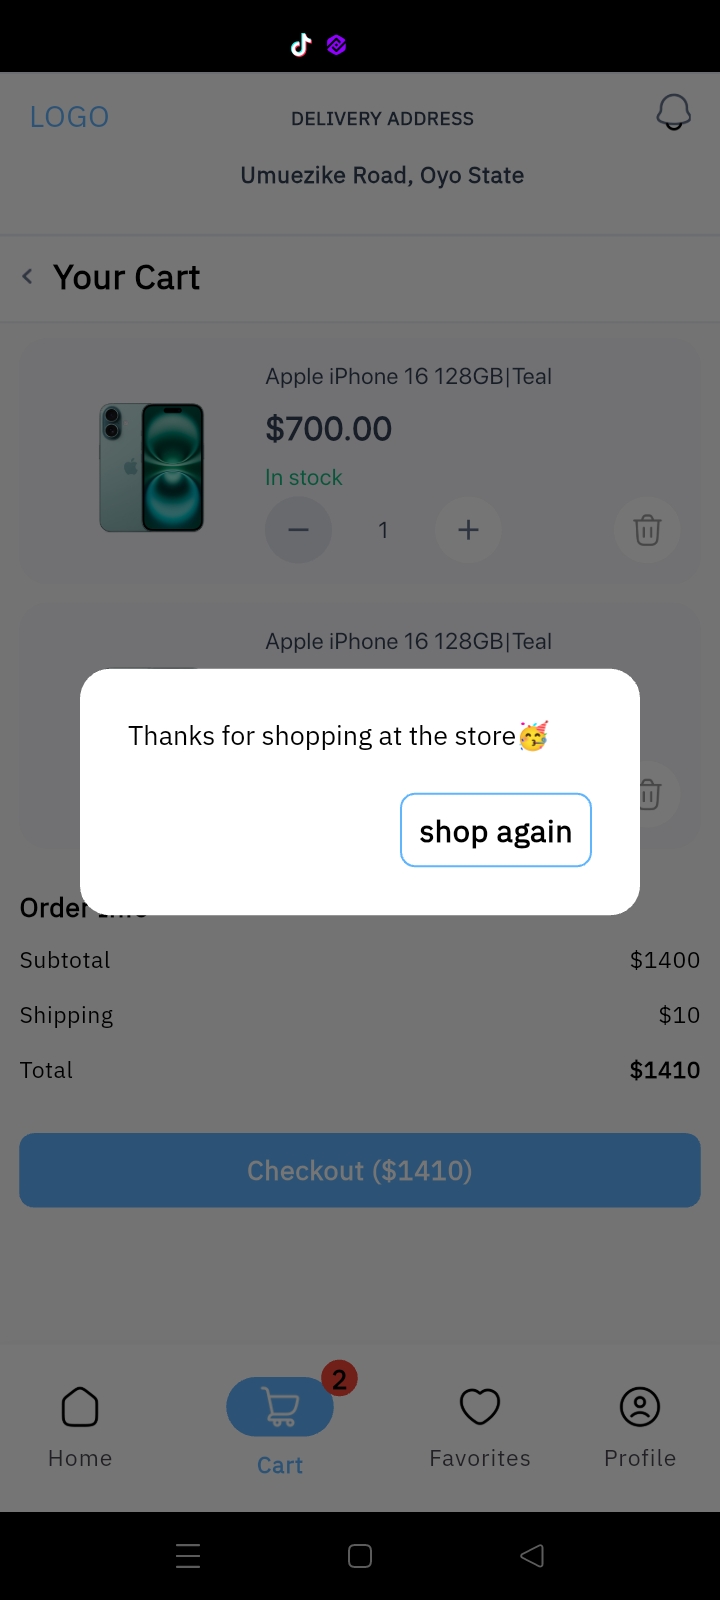 LOGO
DELIVERY ADDRESS
Umuezike Road, Oyo State
Your Cart
Apple iPhone 16 128GB|Teal
$700.00
In stock
1
Apple iPhone 16 128GB|Teal
Thanks for shopping at the store🥳
shop again
Order
Subtotal $1400
Shipping $10
Total $1410
Checkout ($1410)
2
Home
Cart
Favorites
Profile